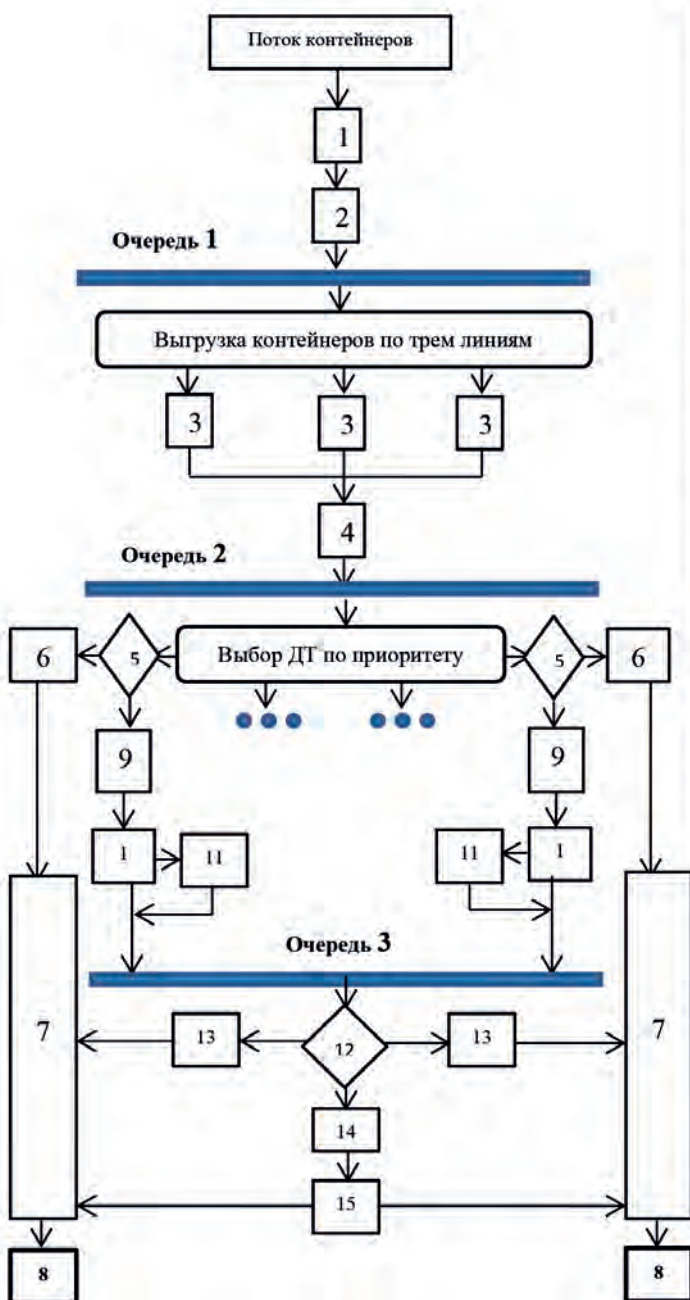 Поток контейнеров
1
2
Очередь 1
Выгрузка контейнеров по трем линиям
3 3 3
4
Очередь 2
6 5 Выбор ДТ по приоритету 5 6
9 9
1 11 11 1
Очередь 3
7 13 12 13 7
14
15
8 8